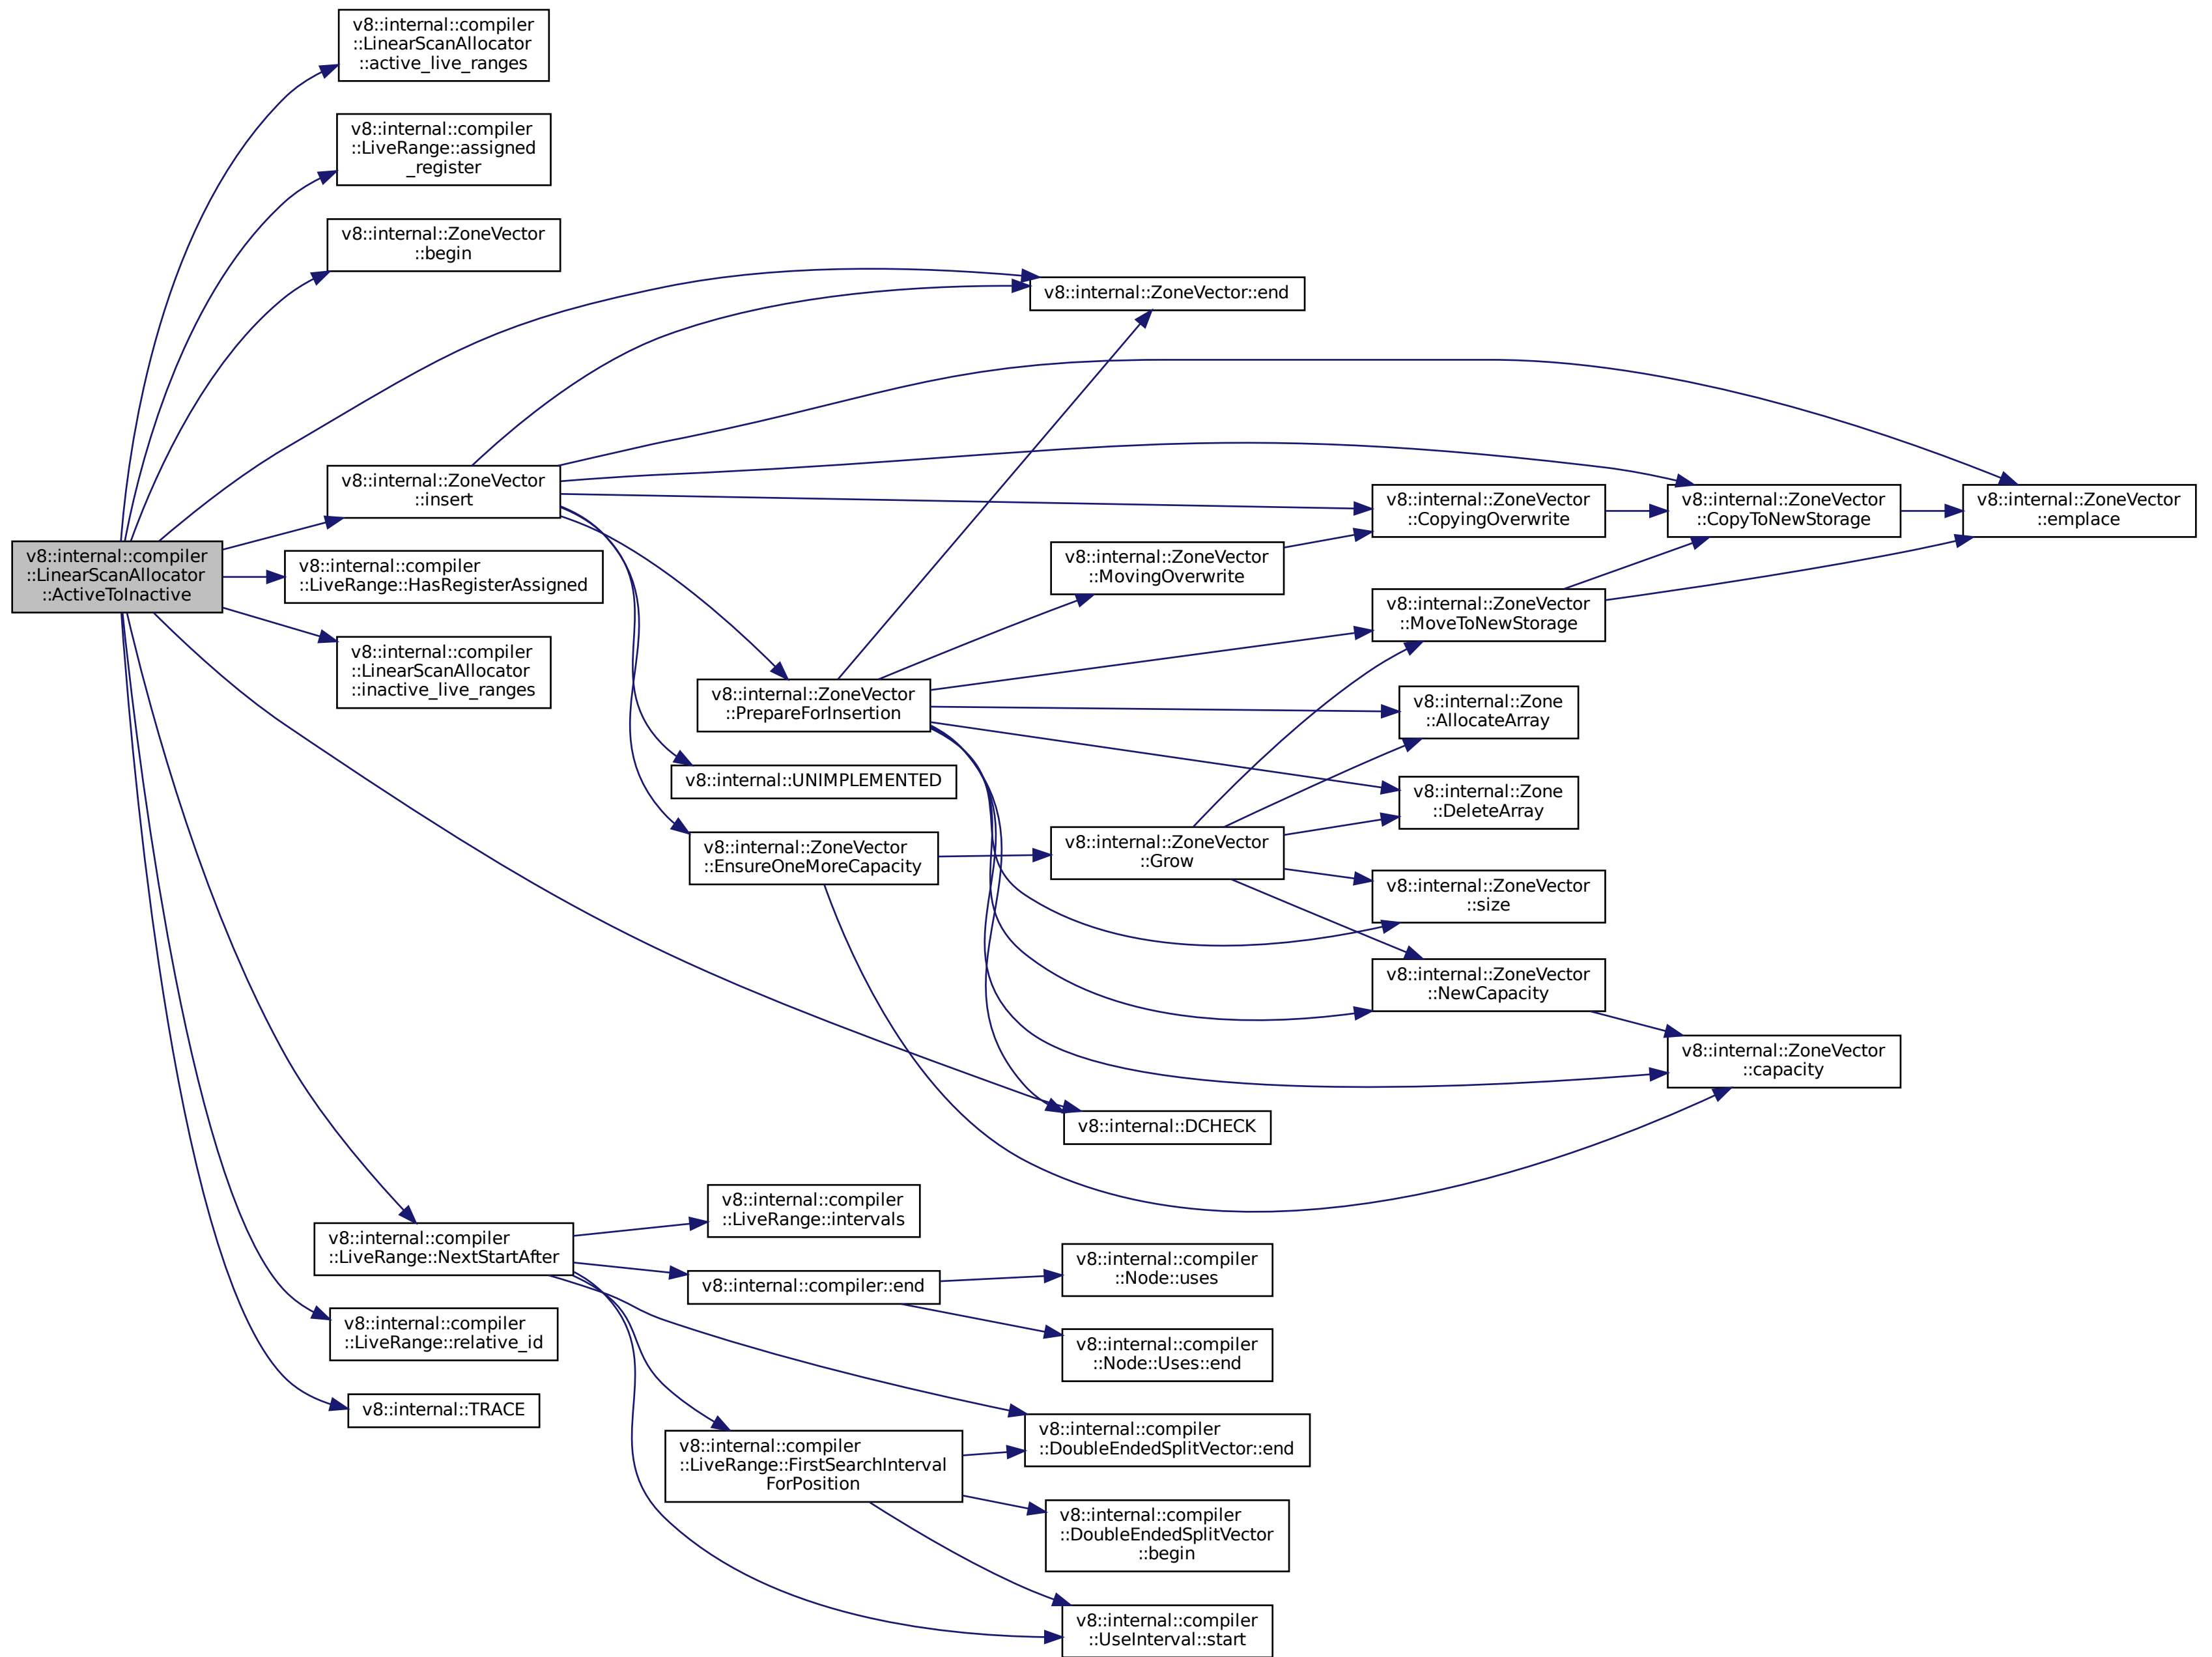 v8::internal::compiler
::LinearScanAllocator
::active_live_ranges
v8::internal::compiler
::LiveRange::assigned
_register
v8::internal::ZoneVector
::begin
v8::internal::ZoneVector::end
v8::internal::ZoneVector
::insert
v8::internal::ZoneVector
::CopyingOverwrite
v8::internal::ZoneVector
::CopyToNewStorage
v8::internal::ZoneVector
::emplace
v8::internal::compiler
::LinearScanAllocator
::ActiveToInactive
v8::internal::compiler
::LiveRange::HasRegisterAssigned
v8::internal::ZoneVector
::MovingOverwrite
v8::internal::ZoneVector
::MoveToNewStorage
v8::internal::compiler
::LinearScanAllocator
::inactive_live_ranges
v8::internal::ZoneVector
::PrepareForInsertion
v8::internal::Zone
::AllocateArray
v8::internal::UNIMPLEMENTED
v8::internal::Zone
::DeleteArray
v8::internal::ZoneVector
::EnsureOneMoreCapacity
v8::internal::ZoneVector
::Grow
v8::internal::ZoneVector
::size
v8::internal::ZoneVector
::NewCapacity
v8::internal::ZoneVector
::capacity
v8::internal::DCHECK
v8::internal::compiler
::LiveRange::intervals
v8::internal::compiler
::LiveRange::NextStartAfter
v8::internal::compiler::end
v8::internal::compiler
::Node::uses
v8::internal::compiler
::LiveRange::relative_id
v8::internal::compiler
::Node::Uses::end
v8::internal::TRACE
v8::internal::compiler
::DoubleEndedSplitVector::end
v8::internal::compiler
::LiveRange::FirstSearchInterval
ForPosition
v8::internal::compiler
::DoubleEndedSplitVector
::begin
v8::internal::compiler
::UseInterval::start